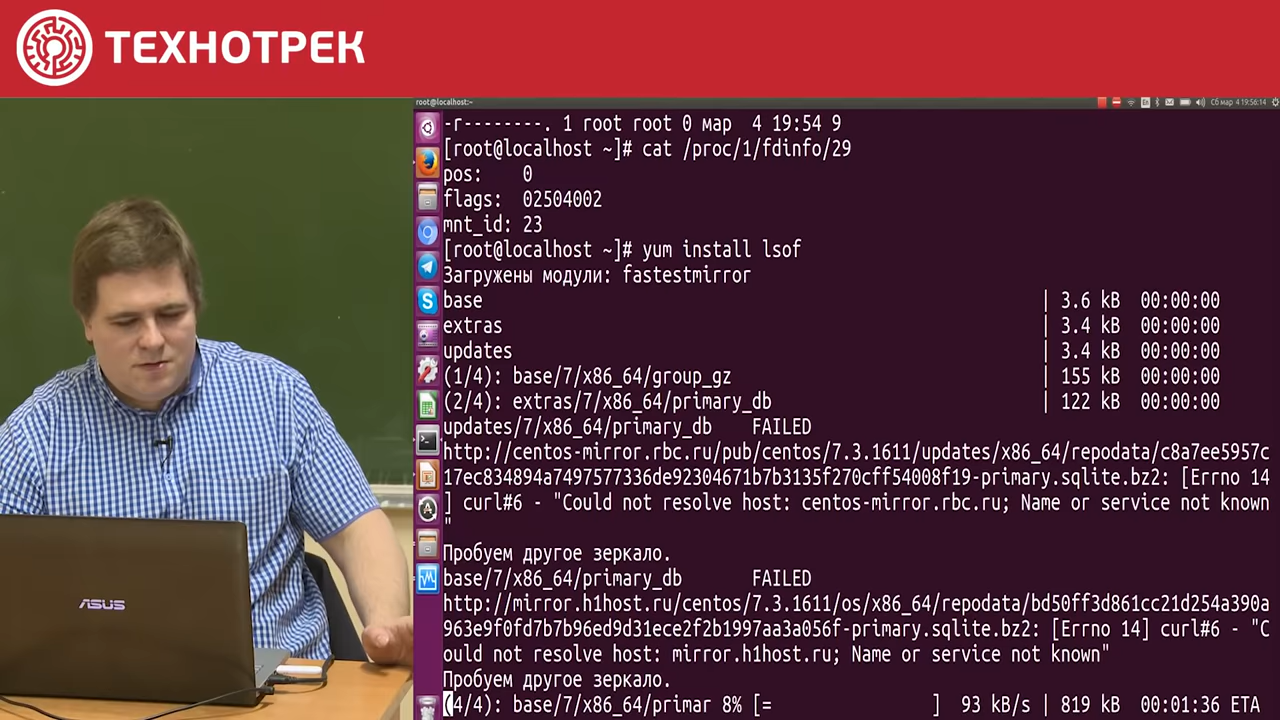 ТЕХНОТРЕК
root@localhost:~
En
Сб мар 4 19:56:14
-r--------. 1 root root 0 мар  4 19:54 9
[root@localhost ~]# cat /proc/1/fdinfo/29
pos:    0
flags:  02504002
mnt_id: 23
[root@localhost ~]# yum install lsof
Загружены модули: fastestmirror
base | 3.6 kB  00:00:00
extras | 3.4 kB  00:00:00
updates | 3.4 kB  00:00:00
(1/4): base/7/x86_64/group_gz | 155 kB  00:00:00
(2/4): extras/7/x86_64/primary_db | 122 kB  00:00:00
updates/7/x86_64/primary_db    FAILED
http://centos-mirror.rbc.ru/pub/centos/7.3.1611/updates/x86_64/repodata/c8a7ee5957c
17ec834894a7497577336de92304671b7b3135f270cff54008f19-primary.sqlite.bz2: [Errno 14
] curl#6 - "Could not resolve host: centos-mirror.rbc.ru; Name or service not known
"
Пробуем другое зеркало.
base/7/x86_64/primary_db       FAILED
http://mirror.h1host.ru/centos/7.3.1611/os/x86_64/repodata/bd50ff3d861cc21d254a390a
963e9f0fd7b7b96ed9d31ece2f2b1997aa3a056f-primary.sqlite.bz2: [Errno 14] curl#6 - "C
ould not resolve host: mirror.h1host.ru; Name or service not known"
Пробуем другое зеркало.
(4/4): base/7/x86_64/primar 8% [=                ]  93 kB/s | 819 kB  00:01:36 ETA
ASUS